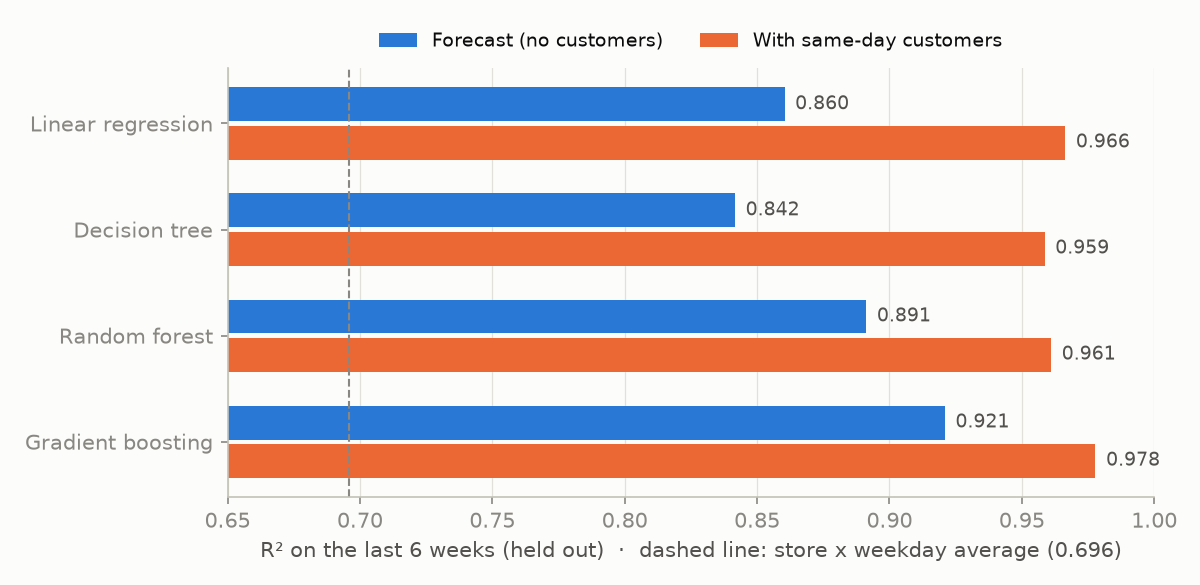 Forecast (no customers) With same-day customers
Linear regression
0.860
0.966
Decision tree
0.842
0.959
Random forest
0.891
0.961
Gradient boosting
0.921
0.978
0.65 0.70 0.75 0.80 0.85 0.90 0.95 1.00
R² on the last 6 weeks (held out) · dashed line: store x weekday average (0.696)